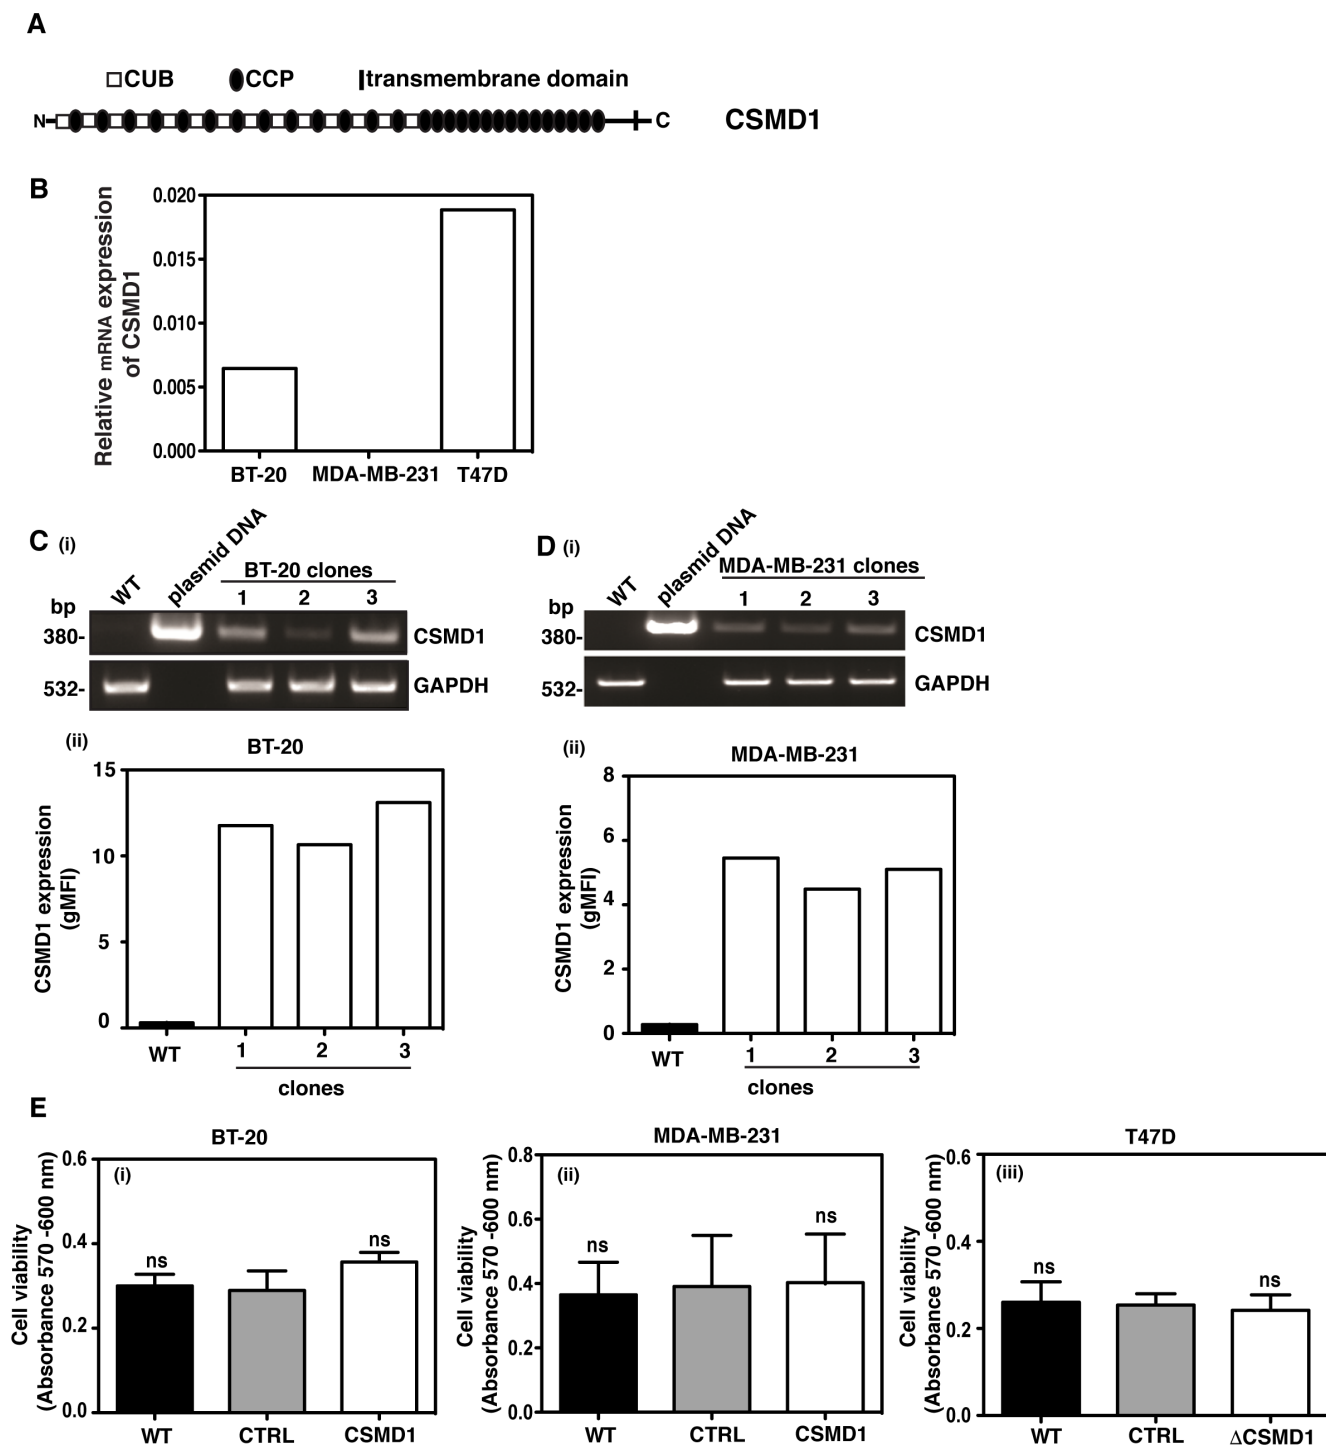 A
CUB CCP transmembrane domain
N C CSMD1
B
Relative mRNA expression
of CSMD1
0.020
0.015
0.010
0.005
0.000
BT-20 MDA-MB-231 T47D
C (i)
WT plasmid DNA BT-20 clones
bp 1 2 3
380- CSMD1
532- GAPDH
(ii) BT-20
CSMD1 expression
(gMFI)
15
10
5
0
WT 1 2 3
clones
D (i)
WT plasmid DNA MDA-MB-231 clones
bp 1 2 3
380- CSMD1
532- GAPDH
(ii) MDA-MB-231
CSMD1 expression
(gMFI)
8
6
4
2
0
WT 1 2 3
clones
E
BT-20
(i)
Cell viability
(Absorbance 570 -600 nm)
0.6
0.4
0.2
0.0
ns ns
WT CTRL CSMD1
MDA-MB-231
(ii)
Cell viability
(Absorbance 570 -600 nm)
0.8
0.6
0.4
0.2
0.0
ns ns
WT CTRL CSMD1
T47D
(iii)
Cell viability
(Absorbance 570 -600 nm)
0.6
0.4
0.2
0.0
ns ns
WT CTRL ΔCSMD1